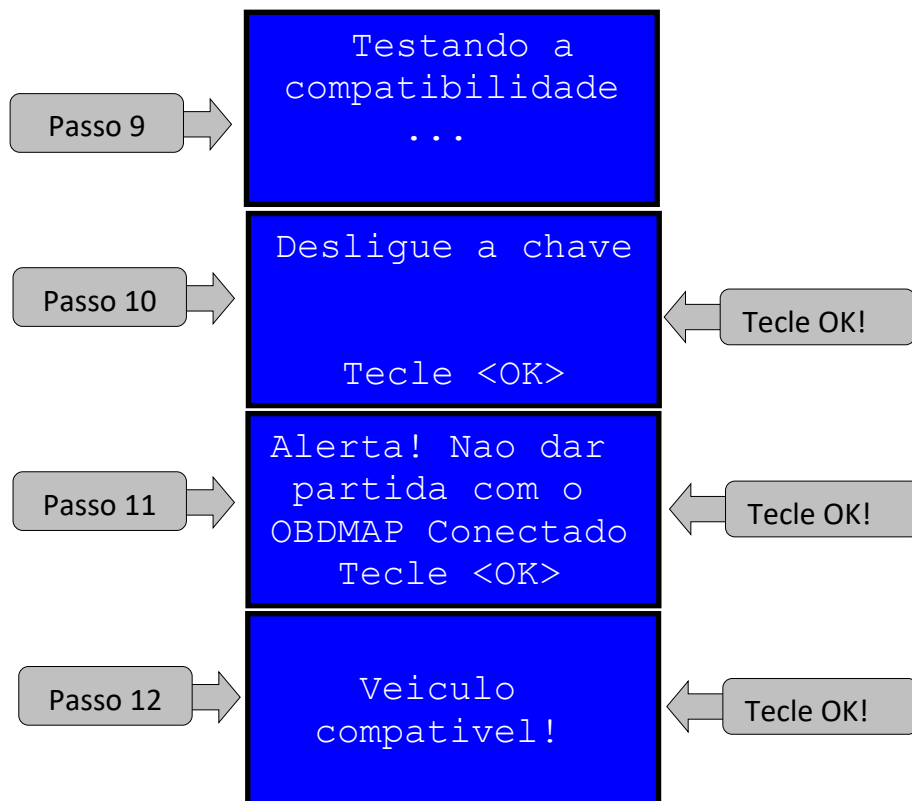 Passo 9
Testando a
compatibilidade
...
Passo 10
Desligue a chave
Tecle <OK>
Tecle OK!
Passo 11
Alerta! Nao dar
partida com o
OBDMAP Conectado
Tecle <OK>
Tecle OK!
Passo 12
Veiculo
compativel!
Tecle OK!